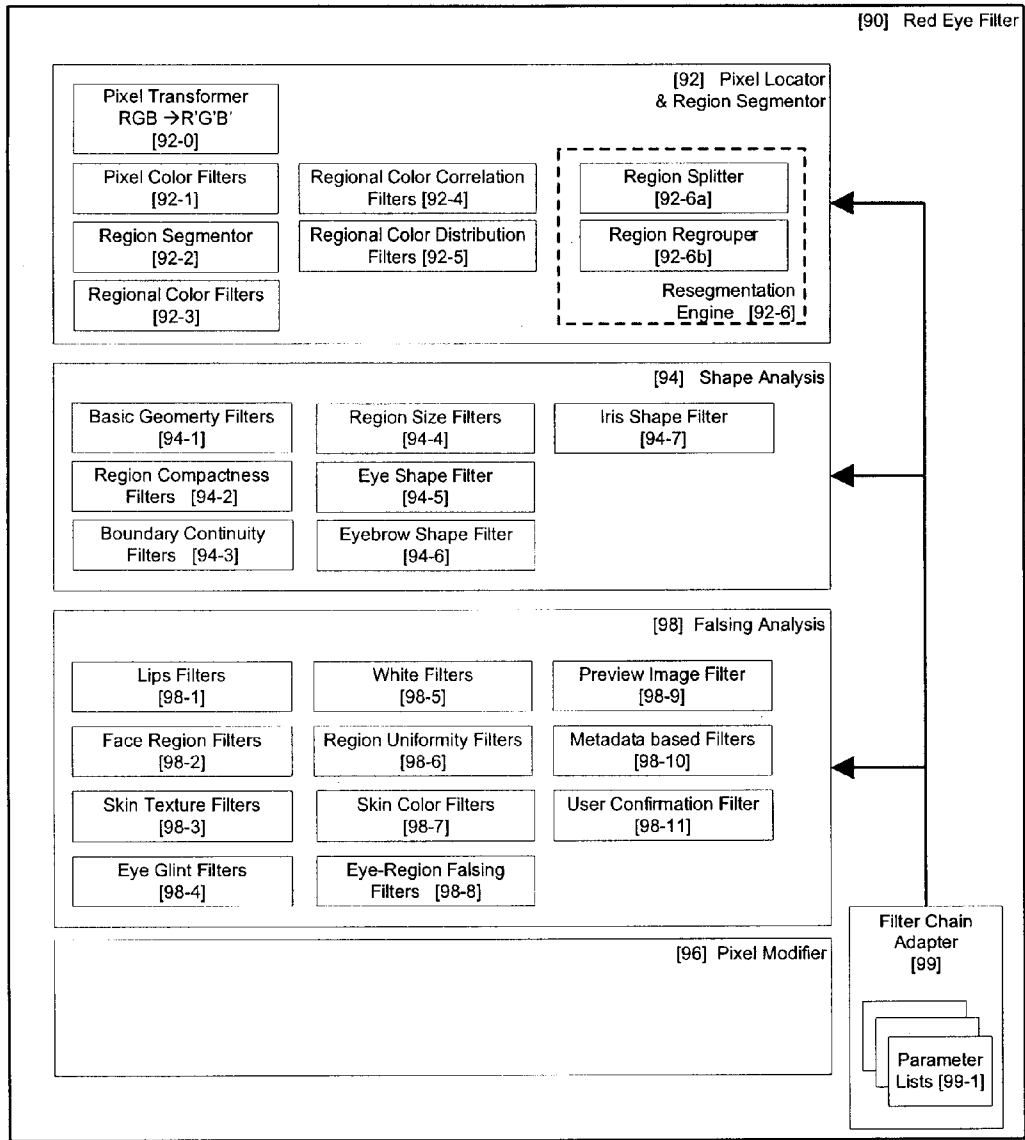 [90] Red Eye Filter
[92] Pixel Locator
& Region Segmentor
Pixel Transformer
RGB →R'G'B'
[92-0]
Pixel Color Filters
[92-1]
Region Segmentor
[92-2]
Regional Color Filters
[92-3]
Regional Color Correlation
Filters [92-4]
Regional Color Distribution
Filters [92-5]
Region Splitter
[92-6a]
Region Regrouper
[92-6b]
Resegmentation
Engine [92-6]
[94] Shape Analysis
Basic Geomerty Filters
[94-1]
Region Compactness
Filters [94-2]
Boundary Continuity
Filters [94-3]
Region Size Filters
[94-4]
Eye Shape Filter
[94-5]
Eyebrow Shape Filter
[94-6]
Iris Shape Filter
[94-7]
[98] Falsing Analysis
Lips Filters
[98-1]
Face Region Filters
[98-2]
Skin Texture Filters
[98-3]
Eye Glint Filters
[98-4]
White Filters
[98-5]
Region Uniformity Filters
[98-6]
Skin Color Filters
[98-7]
Eye-Region Falsing
Filters [98-8]
Preview Image Filter
[98-9]
Metadata based Filters
[98-10]
User Confirmation Filter
[98-11]
[96] Pixel Modifier
Filter Chain
Adapter
[99]
Parameter
Lists [99-1]